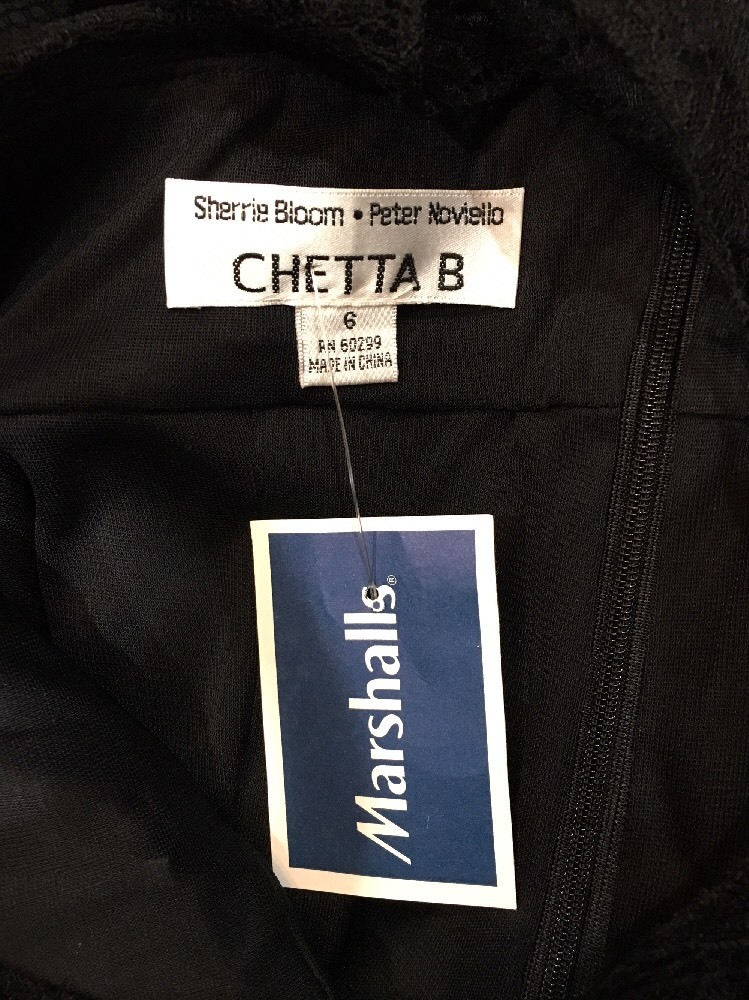 Sherrie Bloom • Peter Noviello
CHETTA B
6
RN 60299
MADE IN CHINA
Marshalls®